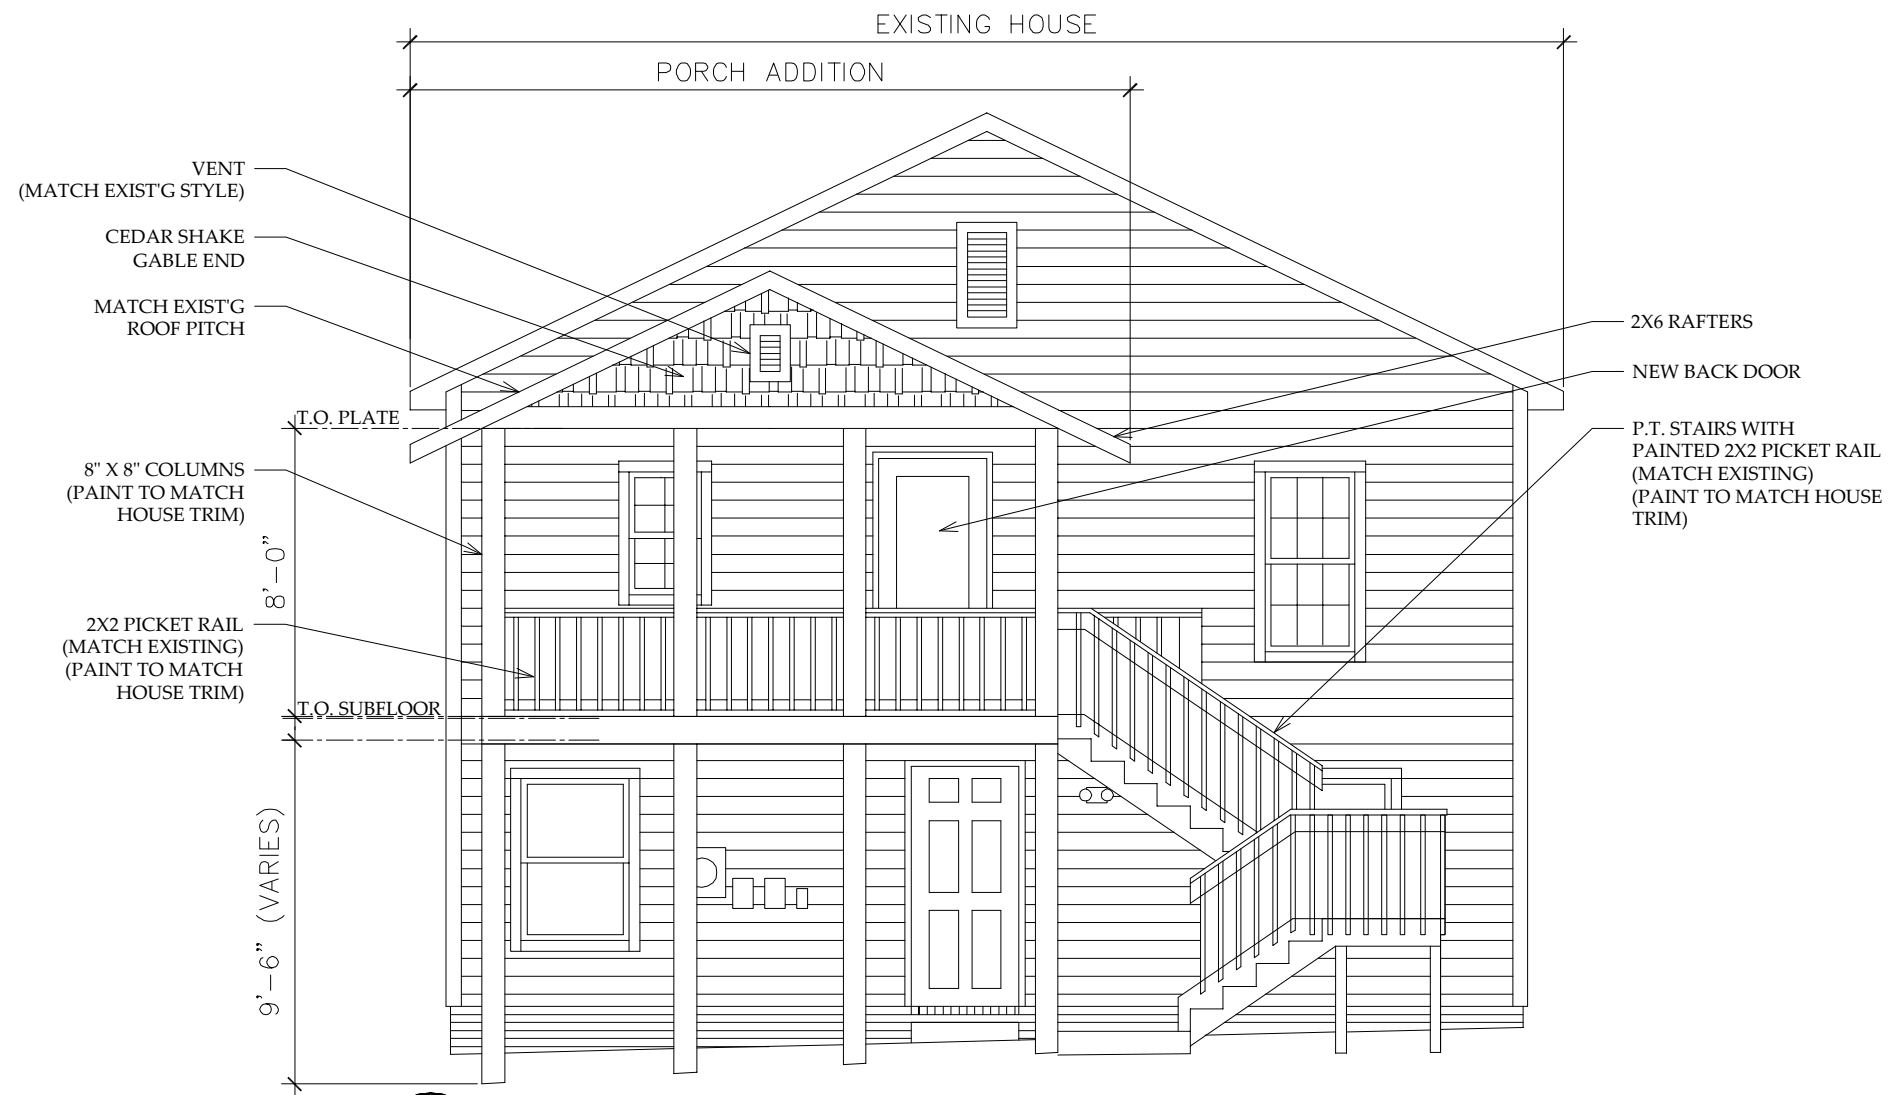 EXISTING HOUSE
PORCH ADDITION
VENT
(MATCH EXIST'G STYLE)
CEDAR SHAKE
GABLE END
MATCH EXIST'G
ROOF PITCH
T.O. PLATE
8" X 8" COLUMNS
(PAINT TO MATCH
HOUSE TRIM)
8'-0"
2X2 PICKET RAIL
(MATCH EXISTING)
(PAINT TO MATCH
HOUSE TRIM)
T.O. SUBFLOOR
9'-6" (VARIES)
2X6 RAFTERS
NEW BACK DOOR
P.T. STAIRS WITH
PAINTED 2X2 PICKET RAIL
(MATCH EXISTING)
(PAINT TO MATCH HOUSE
TRIM)